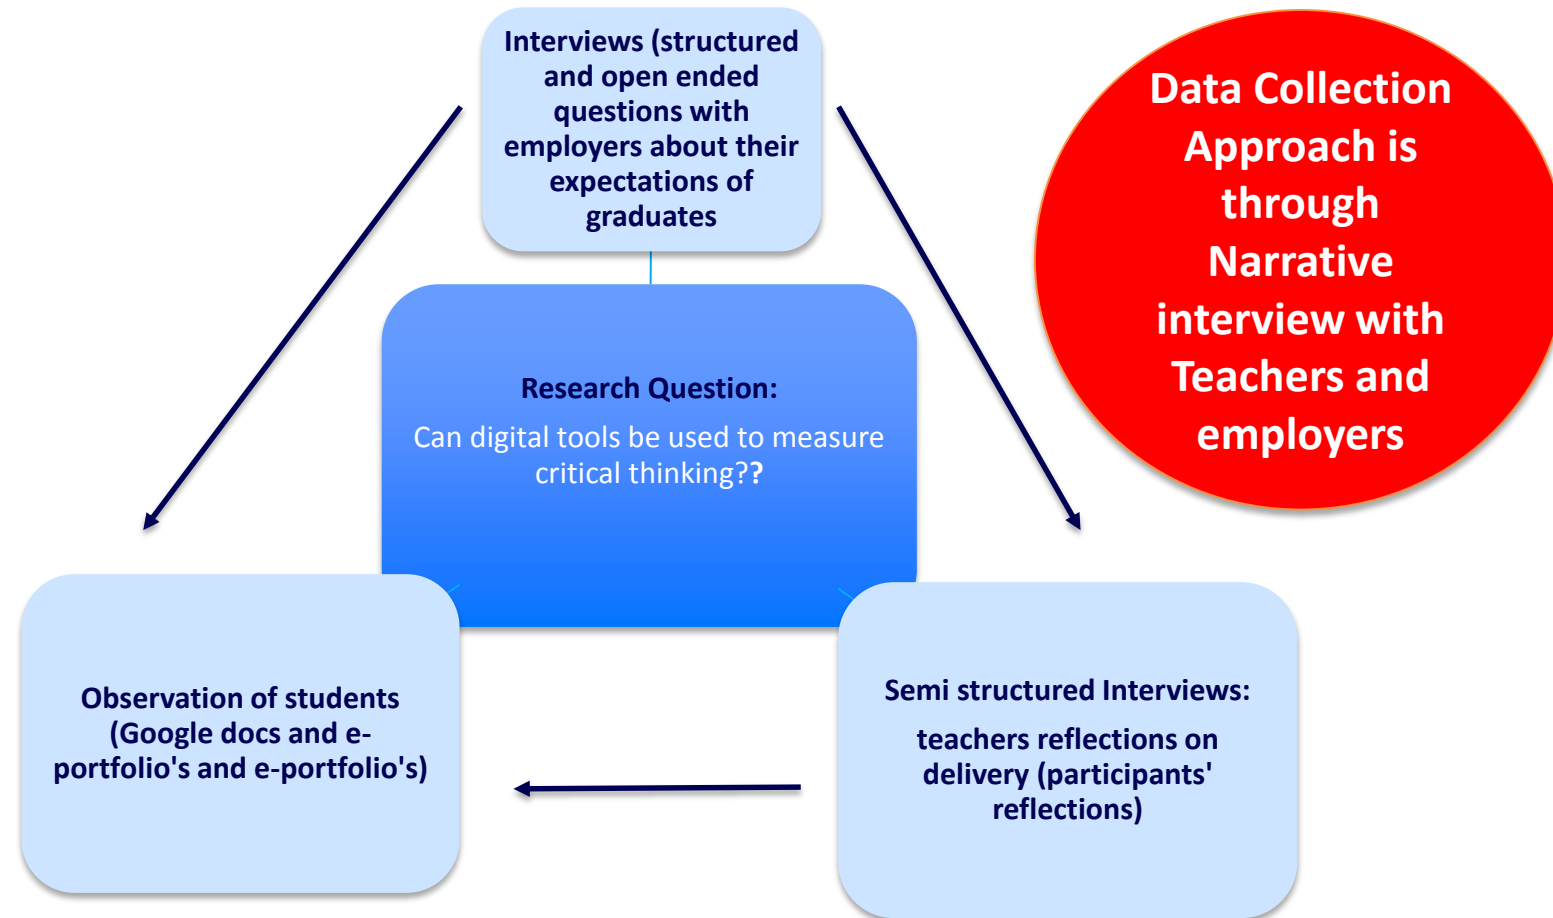 Interviews (structured
and open ended
questions with
employers about their
expectations of
graduates
Data Collection
Approach is
through
Narrative
interview with
Teachers and
employers
Research Question:
Can digital tools be used to measure
critical thinking??
Observation of students
(Google docs and e-
portfolio's and e-portfolio's)
Semi structured Interviews:
teachers reflections on
delivery (participants'
reflections)